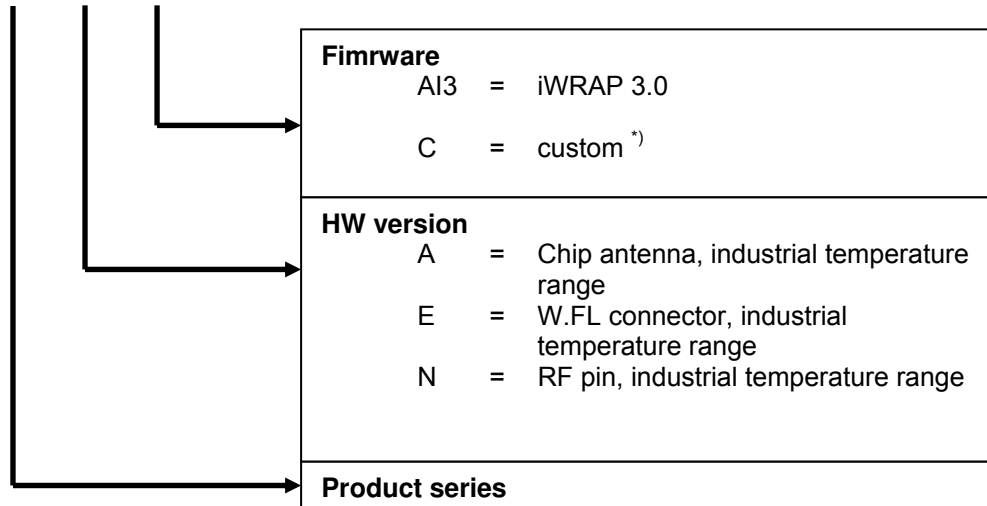 Fimrware
AI3 = iWRAP 3.0
C = custom *)
HW version
A = Chip antenna, industrial temperature
range
E = W.FL connector, industrial
temperature range
N = RF pin, industrial temperature range
Product series